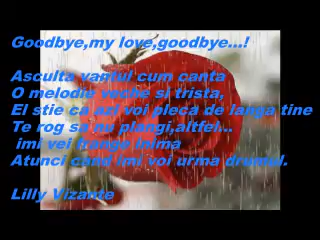 Goodbye,my love,goodbye...!
Asculta vantul cum canta
O melodie veche si trista,
El stie ca azi voi pleca de langa tine
Te rog sa nu plangi,altfel...
imi vei frange inima
Atunci cand imi voi urma drumul.
Lilly Vizante